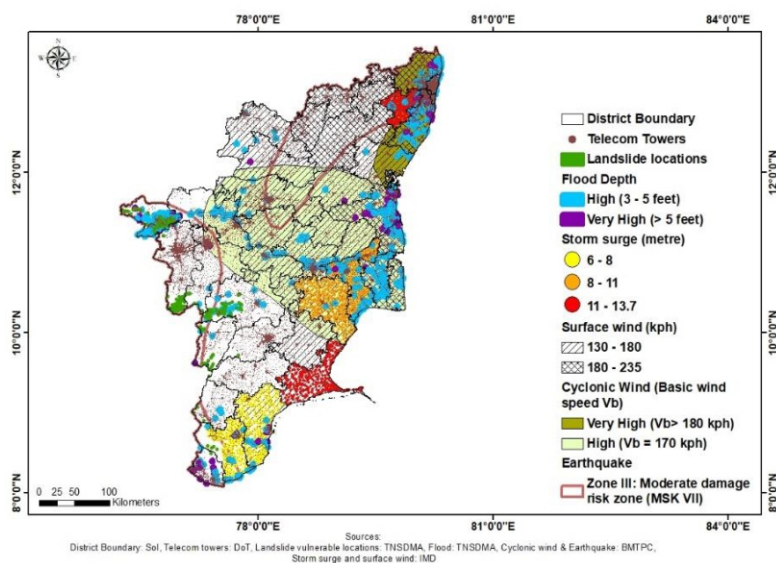 78°0'0"E 81°0'0"E 84°0'0"E
N
W E
S
12°0'0"N
10°0'0"N
8°0'0"N
District Boundary
Telecom Towers
Landslide locations
Flood Depth
High (3 - 5 feet)
Very High (> 5 feet)
Storm surge (metre)
6 - 8
8 - 11
11 - 13.7
Surface wind (kph)
130 - 180
180 - 235
Cyclonic Wind (Basic wind
speed Vb)
Very High (Vb> 180 kph)
High (Vb = 170 kph)
Earthquake
Zone III: Moderate damage
risk zone (MSK VII)
12°0'0"N
10°0'0"N
8°0'0"N
0 25 50 100
Kilometers
78°0'0"E 81°0'0"E 84°0'0"E
Sources:
District Boundary: SoI, Telecom towers: DoT, Landslide vulnerable locations: TNSDMA, Flood: TNSDMA, Cyclonic wind & Earthquake: BMTPC,
Storm surge and surface wind: IMD